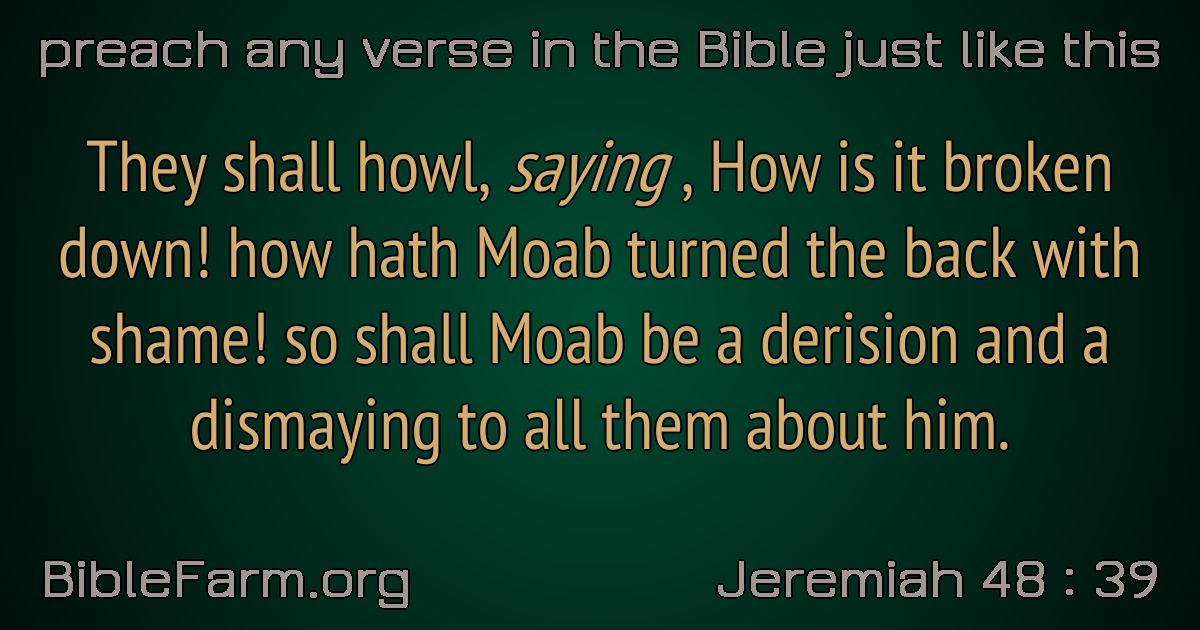 preach any verse in the Bible just like this
They shall howl, saying , How is it broken
down! how hath Moab turned the back with
shame! so shall Moab be a derision and a
dismaying to all them about him.
BibleFarm.org
Jeremiah 48 : 39